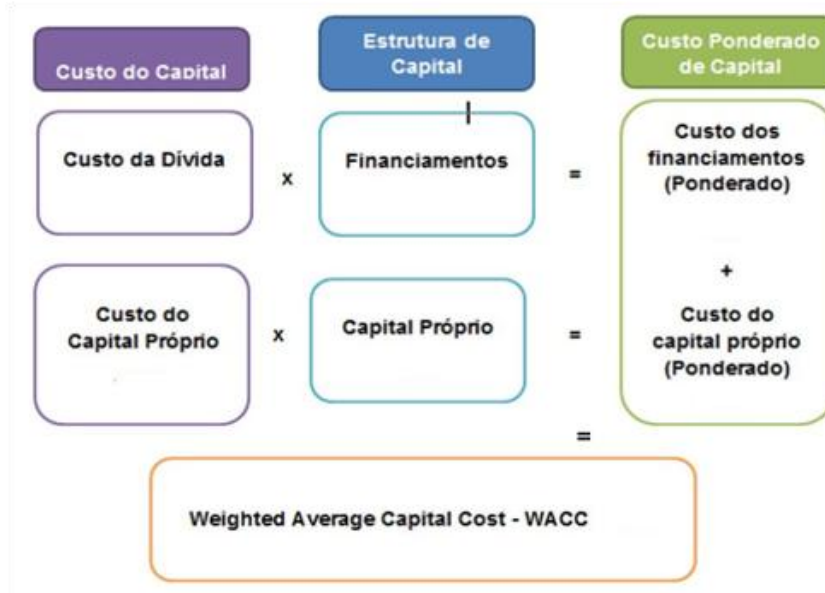 Custo do Capital
Estrutura de
Capital
Custo Ponderado
de Capital
Custo da Dívida
x
Financiamentos
=
Custo dos
financiamentos
(Ponderado)
+
Custo do
Capital Próprio
x
Capital Próprio
=
Custo do
capital próprio
(Ponderado)
=
Weighted Average Capital Cost - WACC